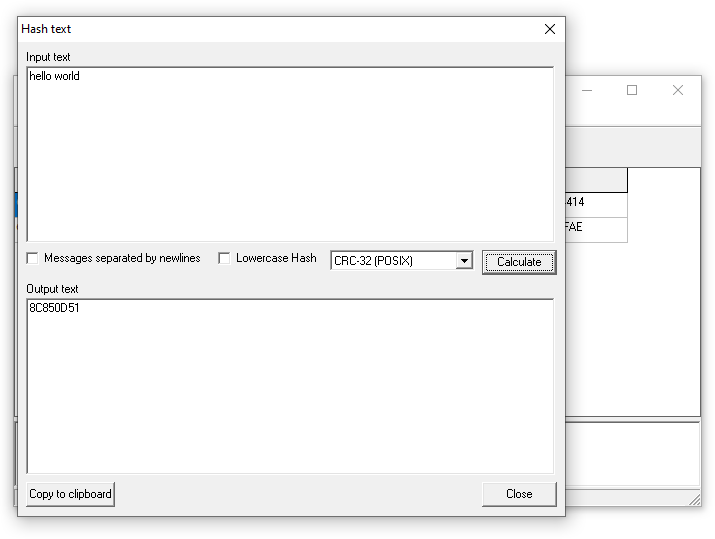 Hash text
Input text
hello world
414
FAE
Messages separated by newlines
Lowercase Hash
CRC-32 (POSIX)
Calculate
Output text
8C850D51
Copy to clipboard
Close